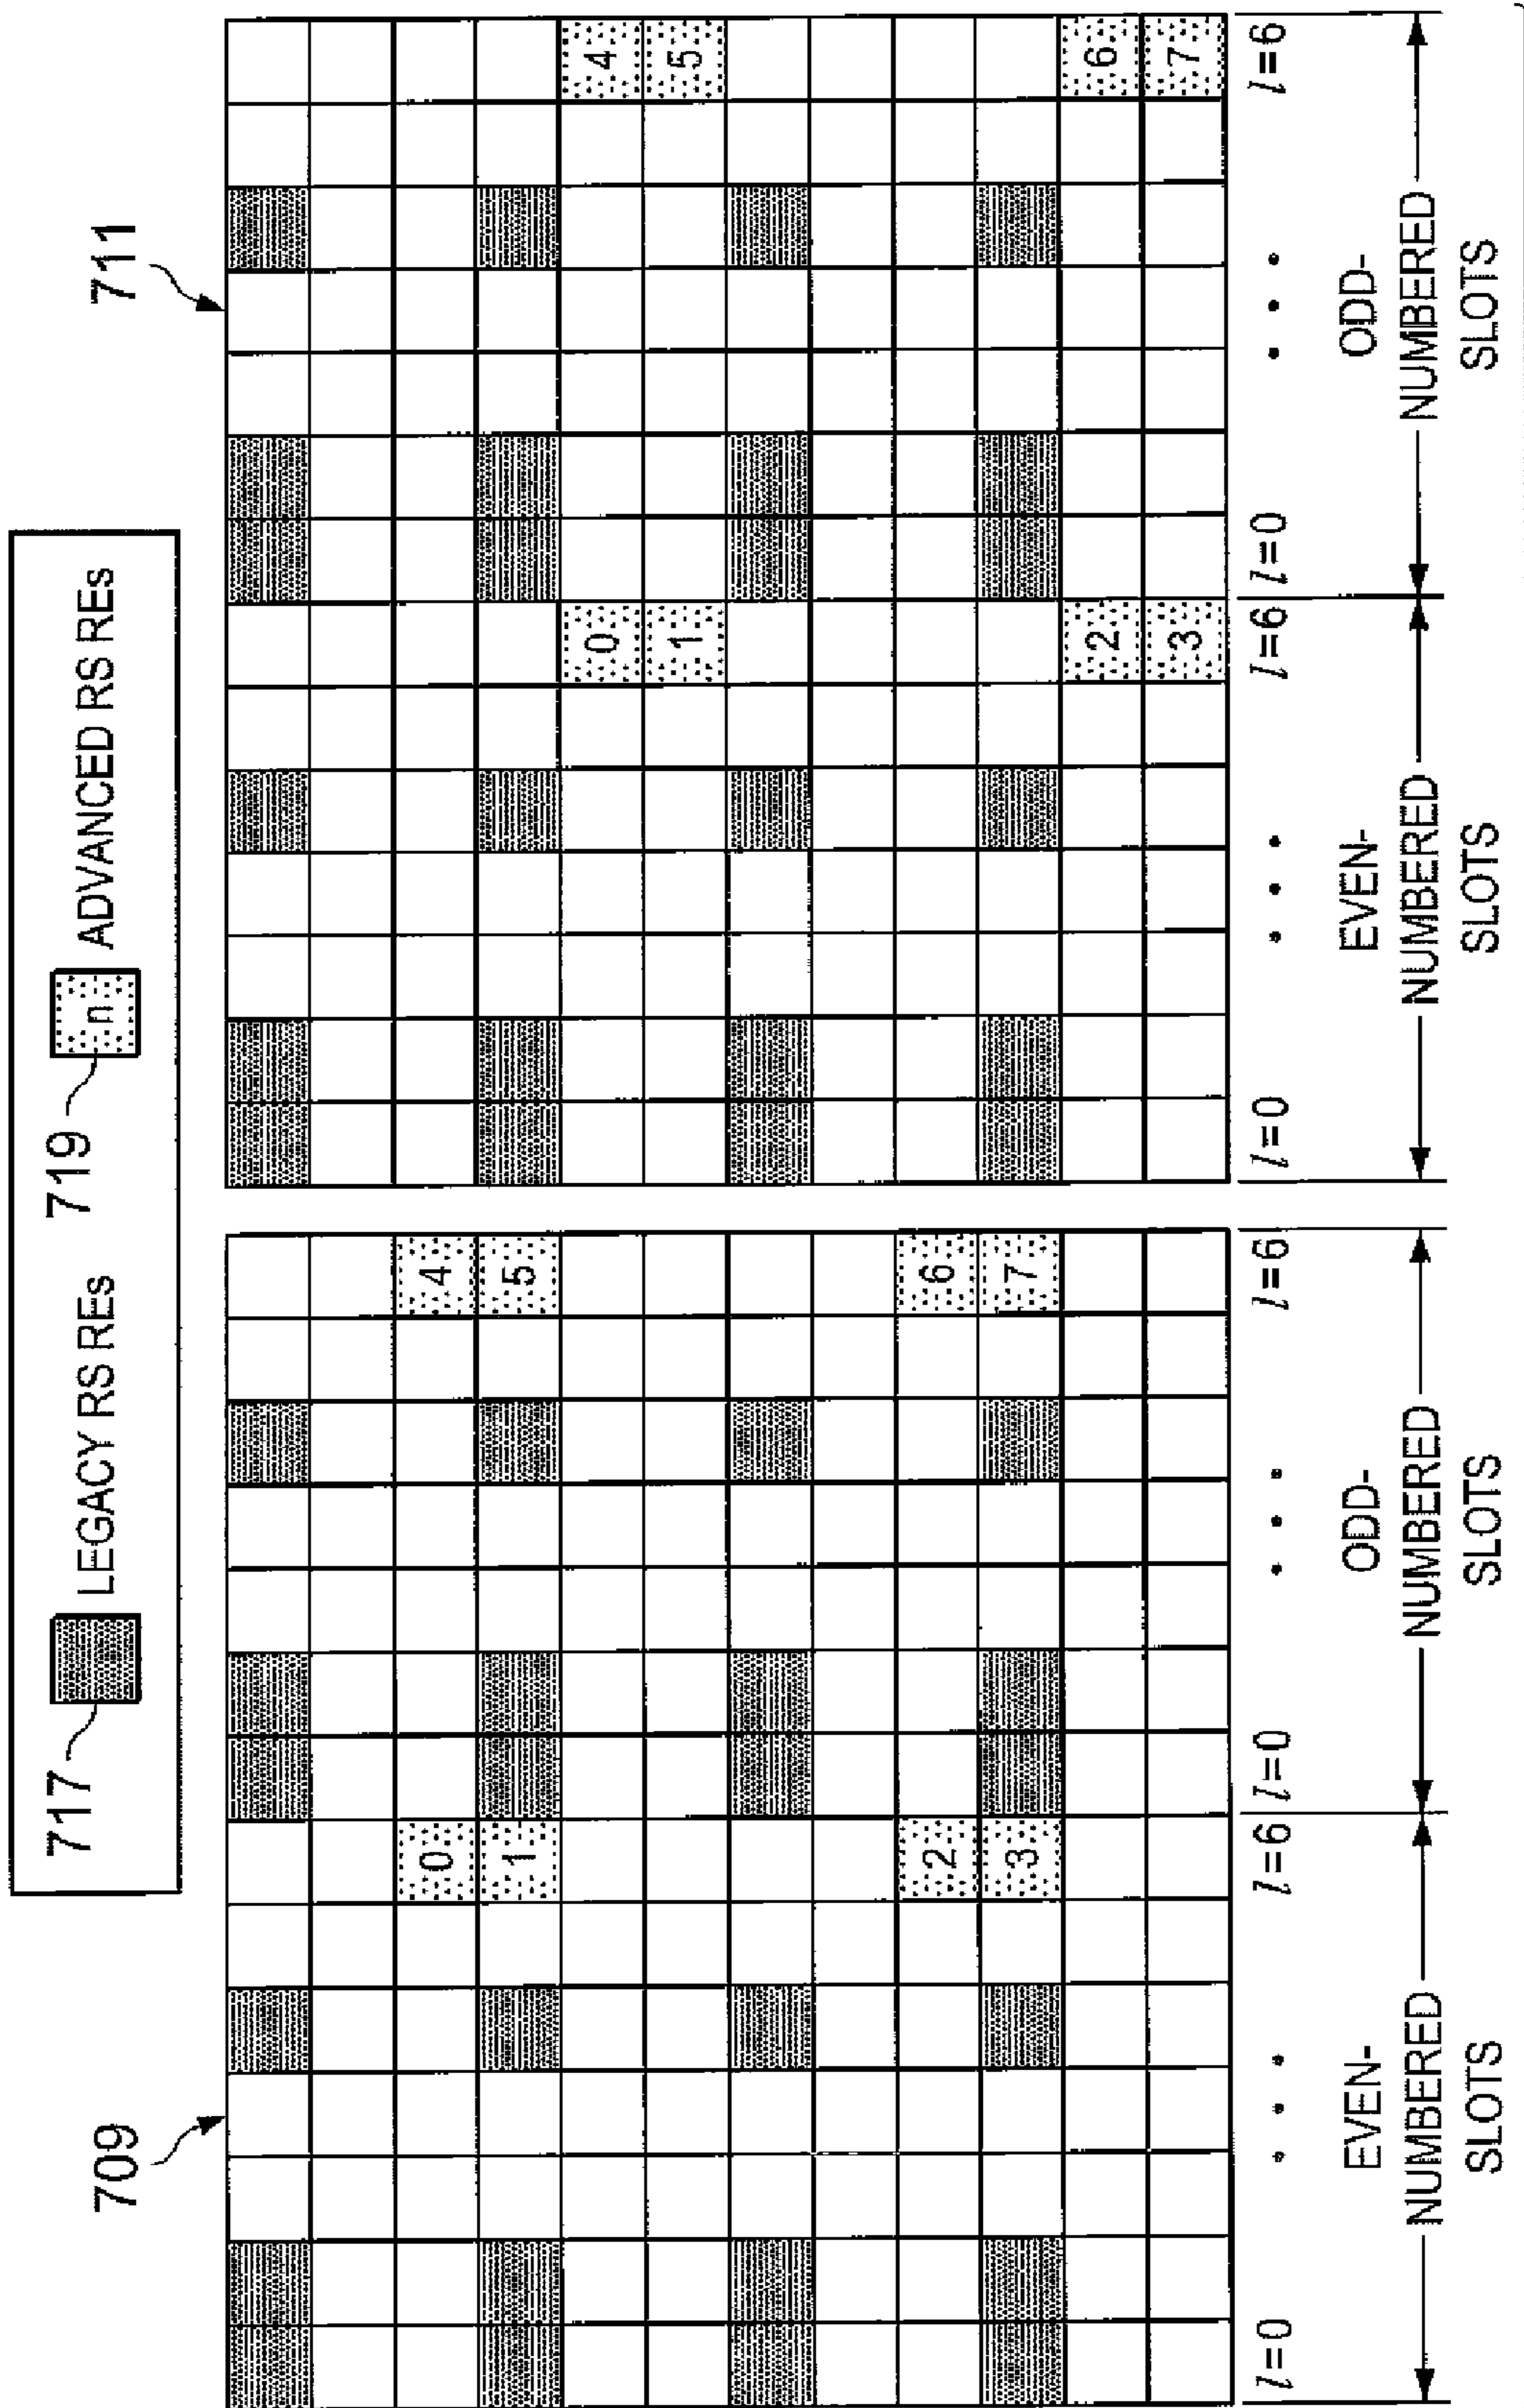 717 LEGACY RS REs 719 n ADVANCED RS REs
709 711
0 4
1 5
0 4
1 5
2 6
3 7
2 6
3 7
l=0 • • • l=6 l=0 • • • l=6 l=0 • • • l=6 l=0 • • • l=6
EVEN- ODD- EVEN- ODD-
NUMBERED NUMBERED NUMBERED NUMBERED
SLOTS SLOTS SLOTS SLOTS